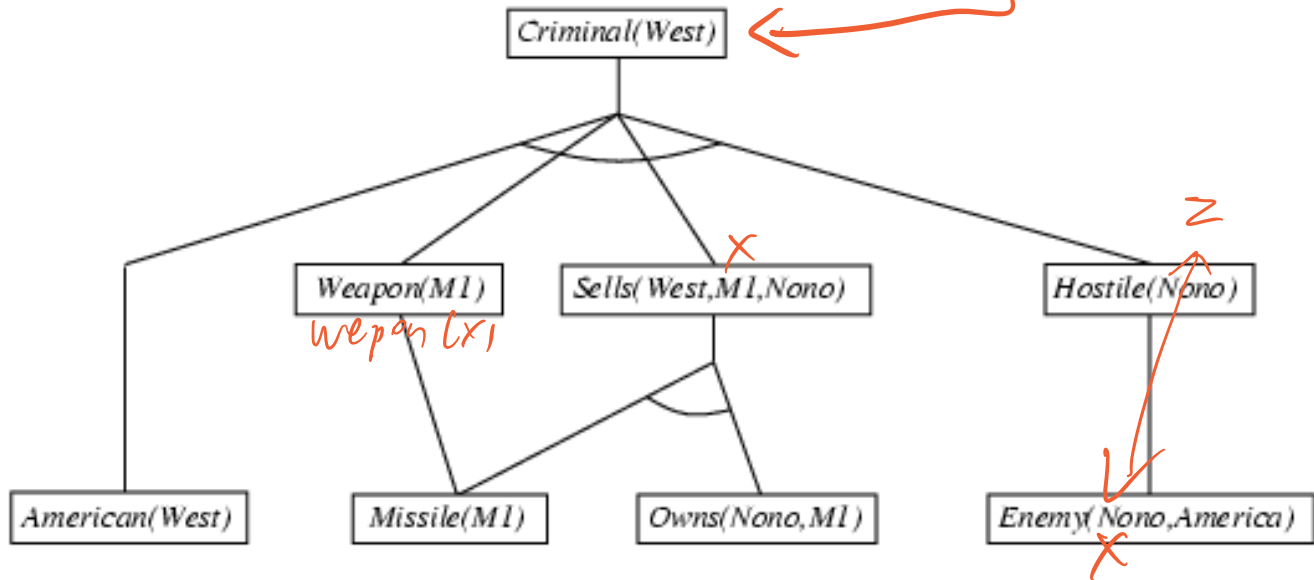 Criminal(West)
z
x
Weapon(M1) Sells(West,M1,Nono) Hostile(Nono)
wepon (x)
American(West) Missile(M1) Owns(Nono,M1) Enemy(Nono,America)
x